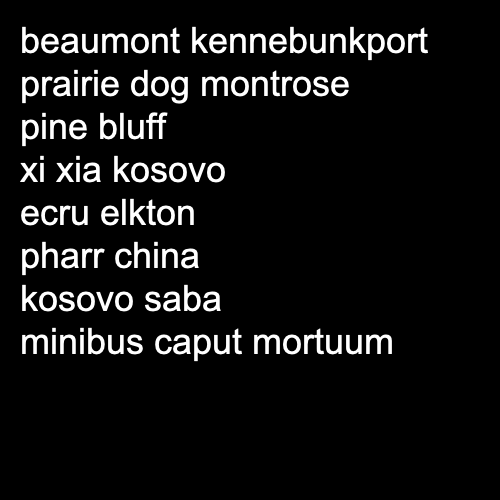 beaumont kennebunkport
prairie dog montrose
pine bluff
xi xia kosovo
ecru elkton
pharr china
kosovo saba
minibus caput mortuum